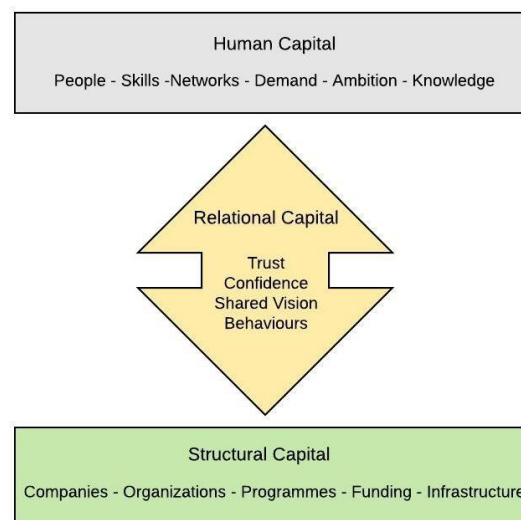 Human Capital
People - Skills -Networks - Demand - Ambition - Knowledge
Relational Capital
Trust
Confidence
Shared Vision
Behaviours
Structural Capital
Companies - Organizations - Programmes - Funding - Infrastructure